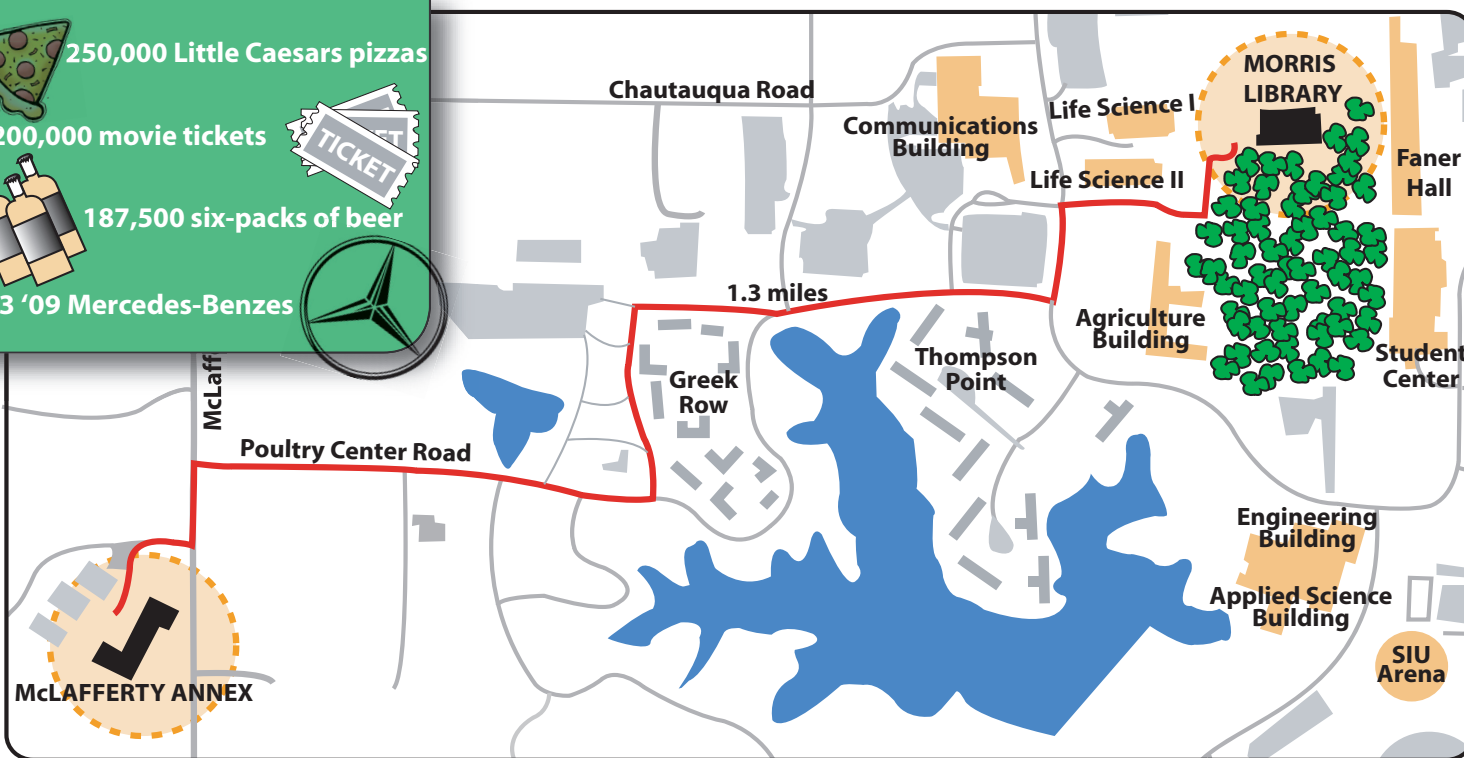 250,000 Little Caesars pizzas
200,000 movie tickets
TICKET
187,500 six-packs of beer
3 ‘09 Mercedes-Benzes
Chautauqua Road
Communications
Building
Life Science I
Life Science II
MORRIS
LIBRARY
Faner
Hall
1.3 miles
Agriculture
Building
Student
Center
Thompson
Point
Greek
Row
McLaff
Poultry Center Road
Engineering
Building
Applied Science
Building
SIU
Arena
McLAFFERTY ANNEX